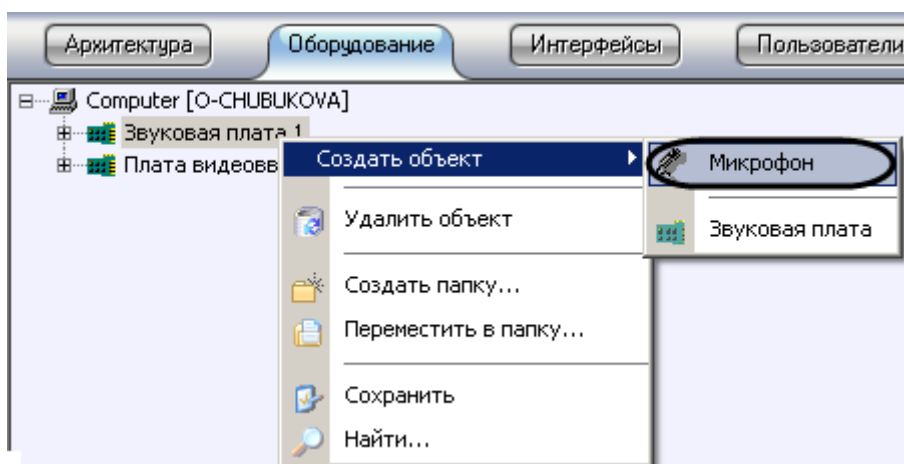 Архитектура Оборудование Интерфейсы Пользователи
Computer [O-CHUBUKOVA]
Звуковая плата 1
Плата видеовв
Создать объект
Микрофон
Удалить объект
Звуковая плата
Создать папку...
Переместить в папку...
Сохранить
Найти...